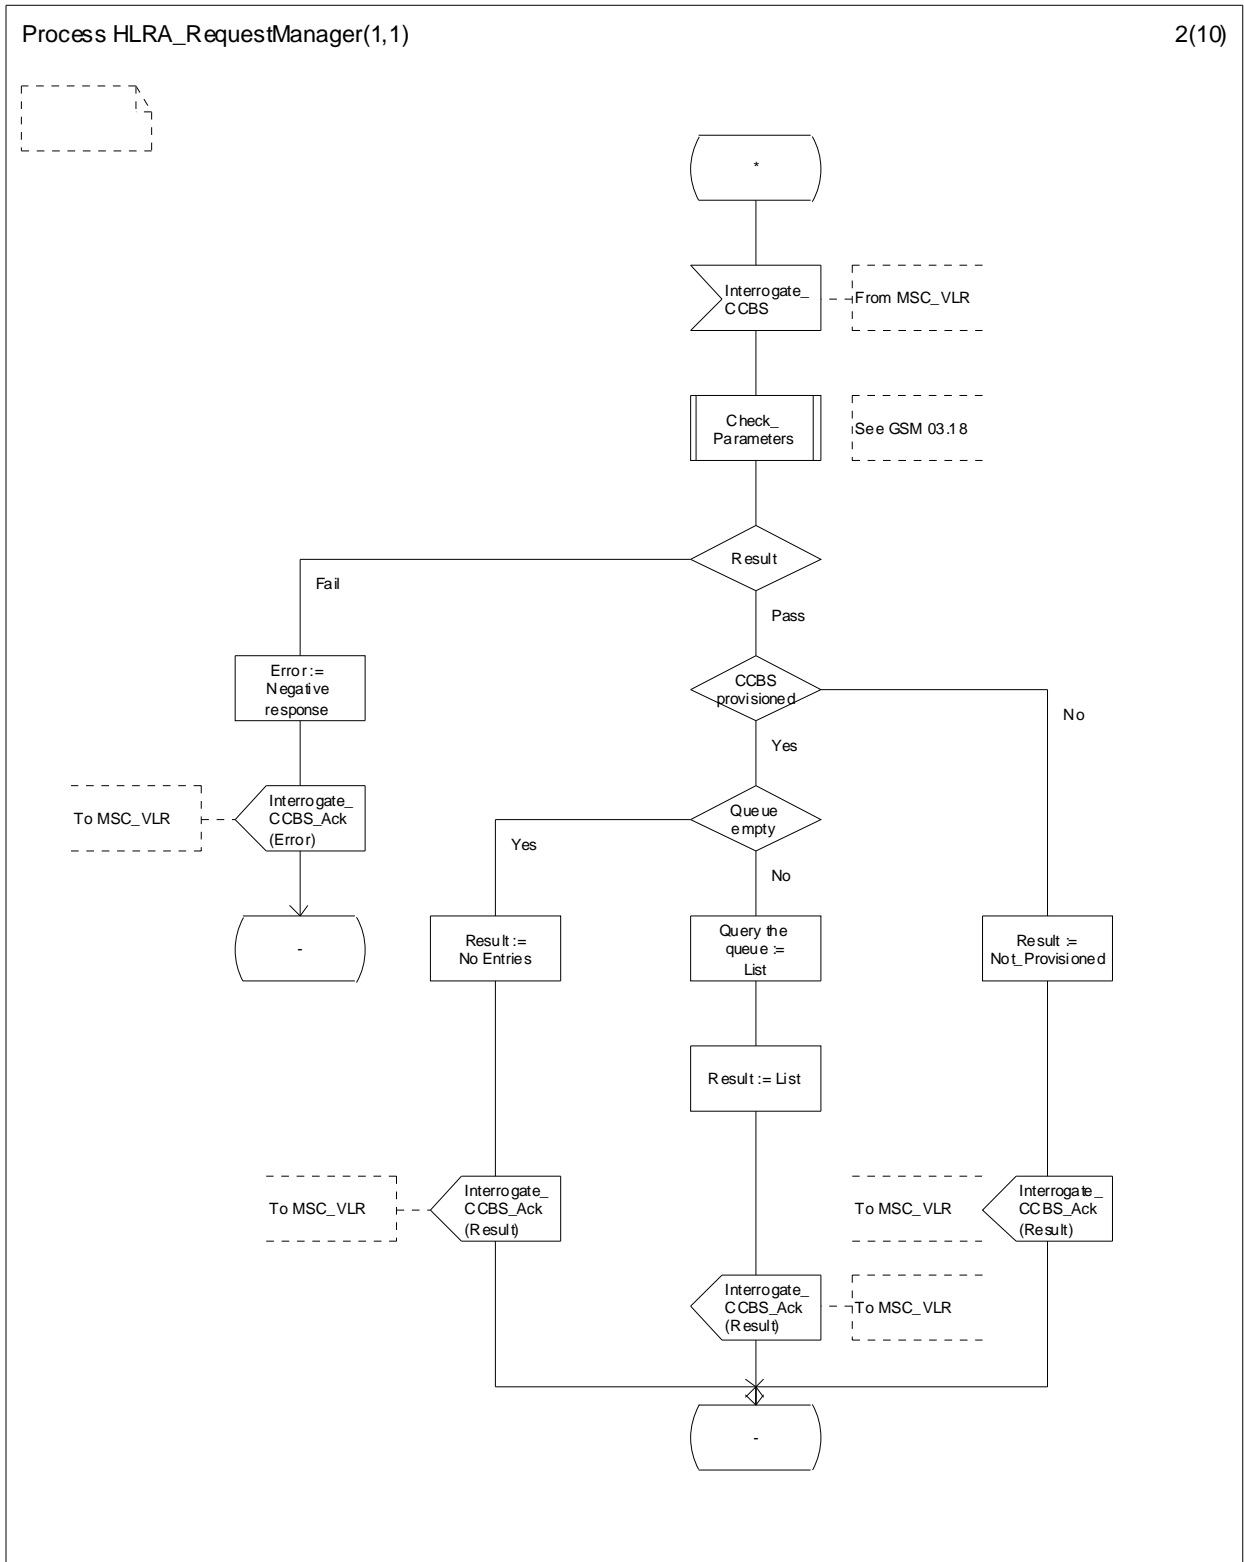 Process HLRA_RequestManager(1,1)
2(10)
*
Interrogate_
CCBS
From MSC_VLR
Check_
Parameters
See GSM 03.18
Result
Fail
Pass
Error :=
Negative
response
CCBS
provisioned
No
Yes
To MSC_VLR
Interrogate_
CCBS_Ack
(Error)
Queue
empty
Yes
No
-
Result :=
No Entries
Query the
queue :=
List
Result :=
Not_Provisioned
Result := List
To MSC_VLR
Interrogate_
CCBS_Ack
(Result)
To MSC_VLR
Interrogate_
CCBS_Ack
(Result)
Interrogate_
CCBS_Ack
(Result)
To MSC_VLR
-